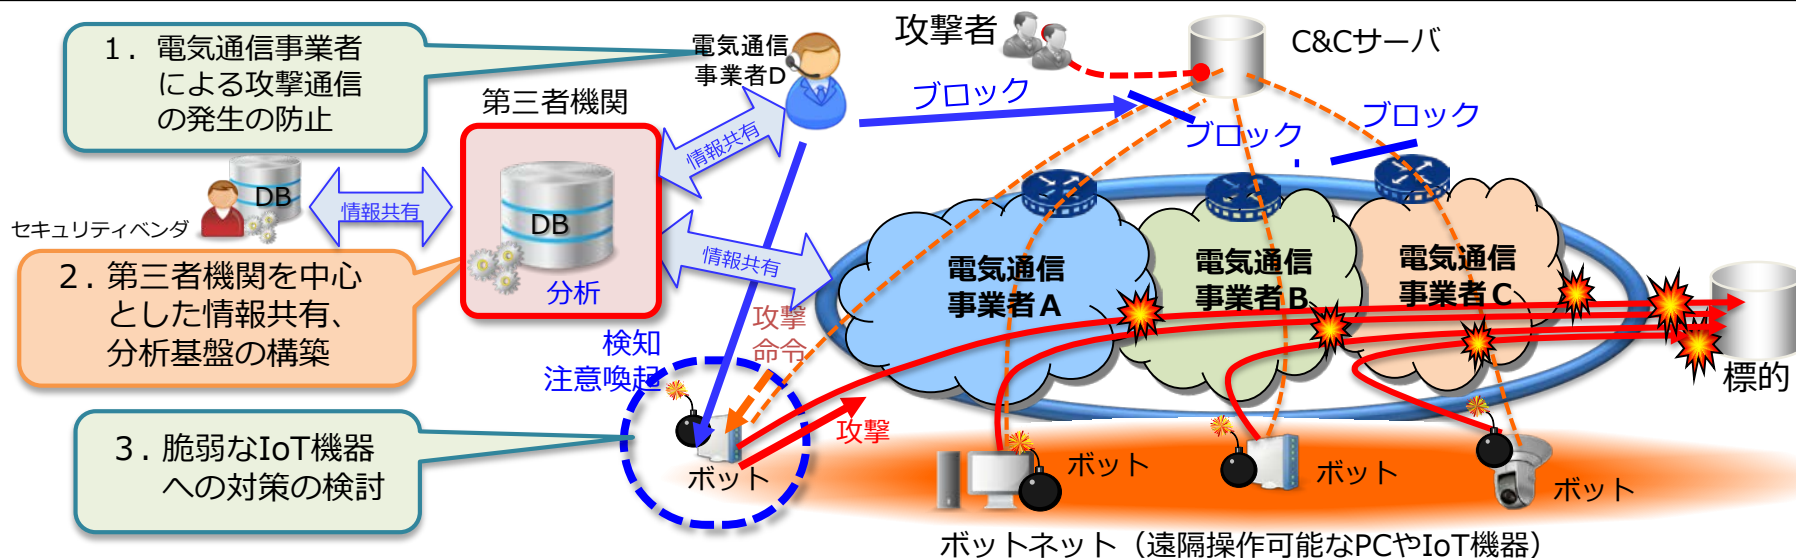 1．電気通信事業者
による攻撃通信
の発生の防止
電気通信
事業者D
攻撃者
C&Cサーバ
ブロック
ブロック
ブロック
第三者機関
情報共有
DB
セキュリティベンダ
情報共有
DB
分析
情報共有
2．第三者機関を中心
とした情報共有、
分析基盤の構築
電気通信
事業者A
電気通信
事業者B
電気通信
事業者C
攻撃
命令
検知
注意喚起
標的
3．脆弱なIoT機器
への対策の検討
攻撃
ボット
ボット
ボット
ボット
ボットネット（遠隔操作可能なPCやIoT機器）